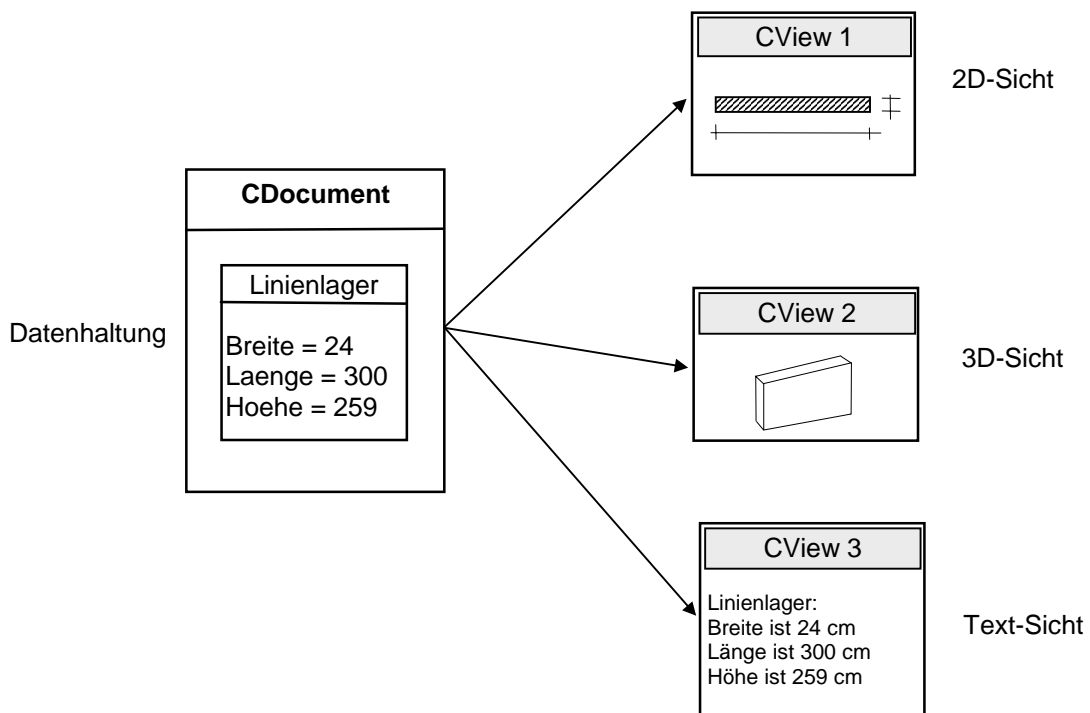 Datenhaltung
CDocument
Linienlager
Breite = 24
Laenge = 300
Hoehe = 259
CView 1
2D-Sicht
CView 2
3D-Sicht
CView 3
Linienlager:
Breite ist 24 cm
Länge ist 300 cm
Höhe ist 259 cm
Text-Sicht